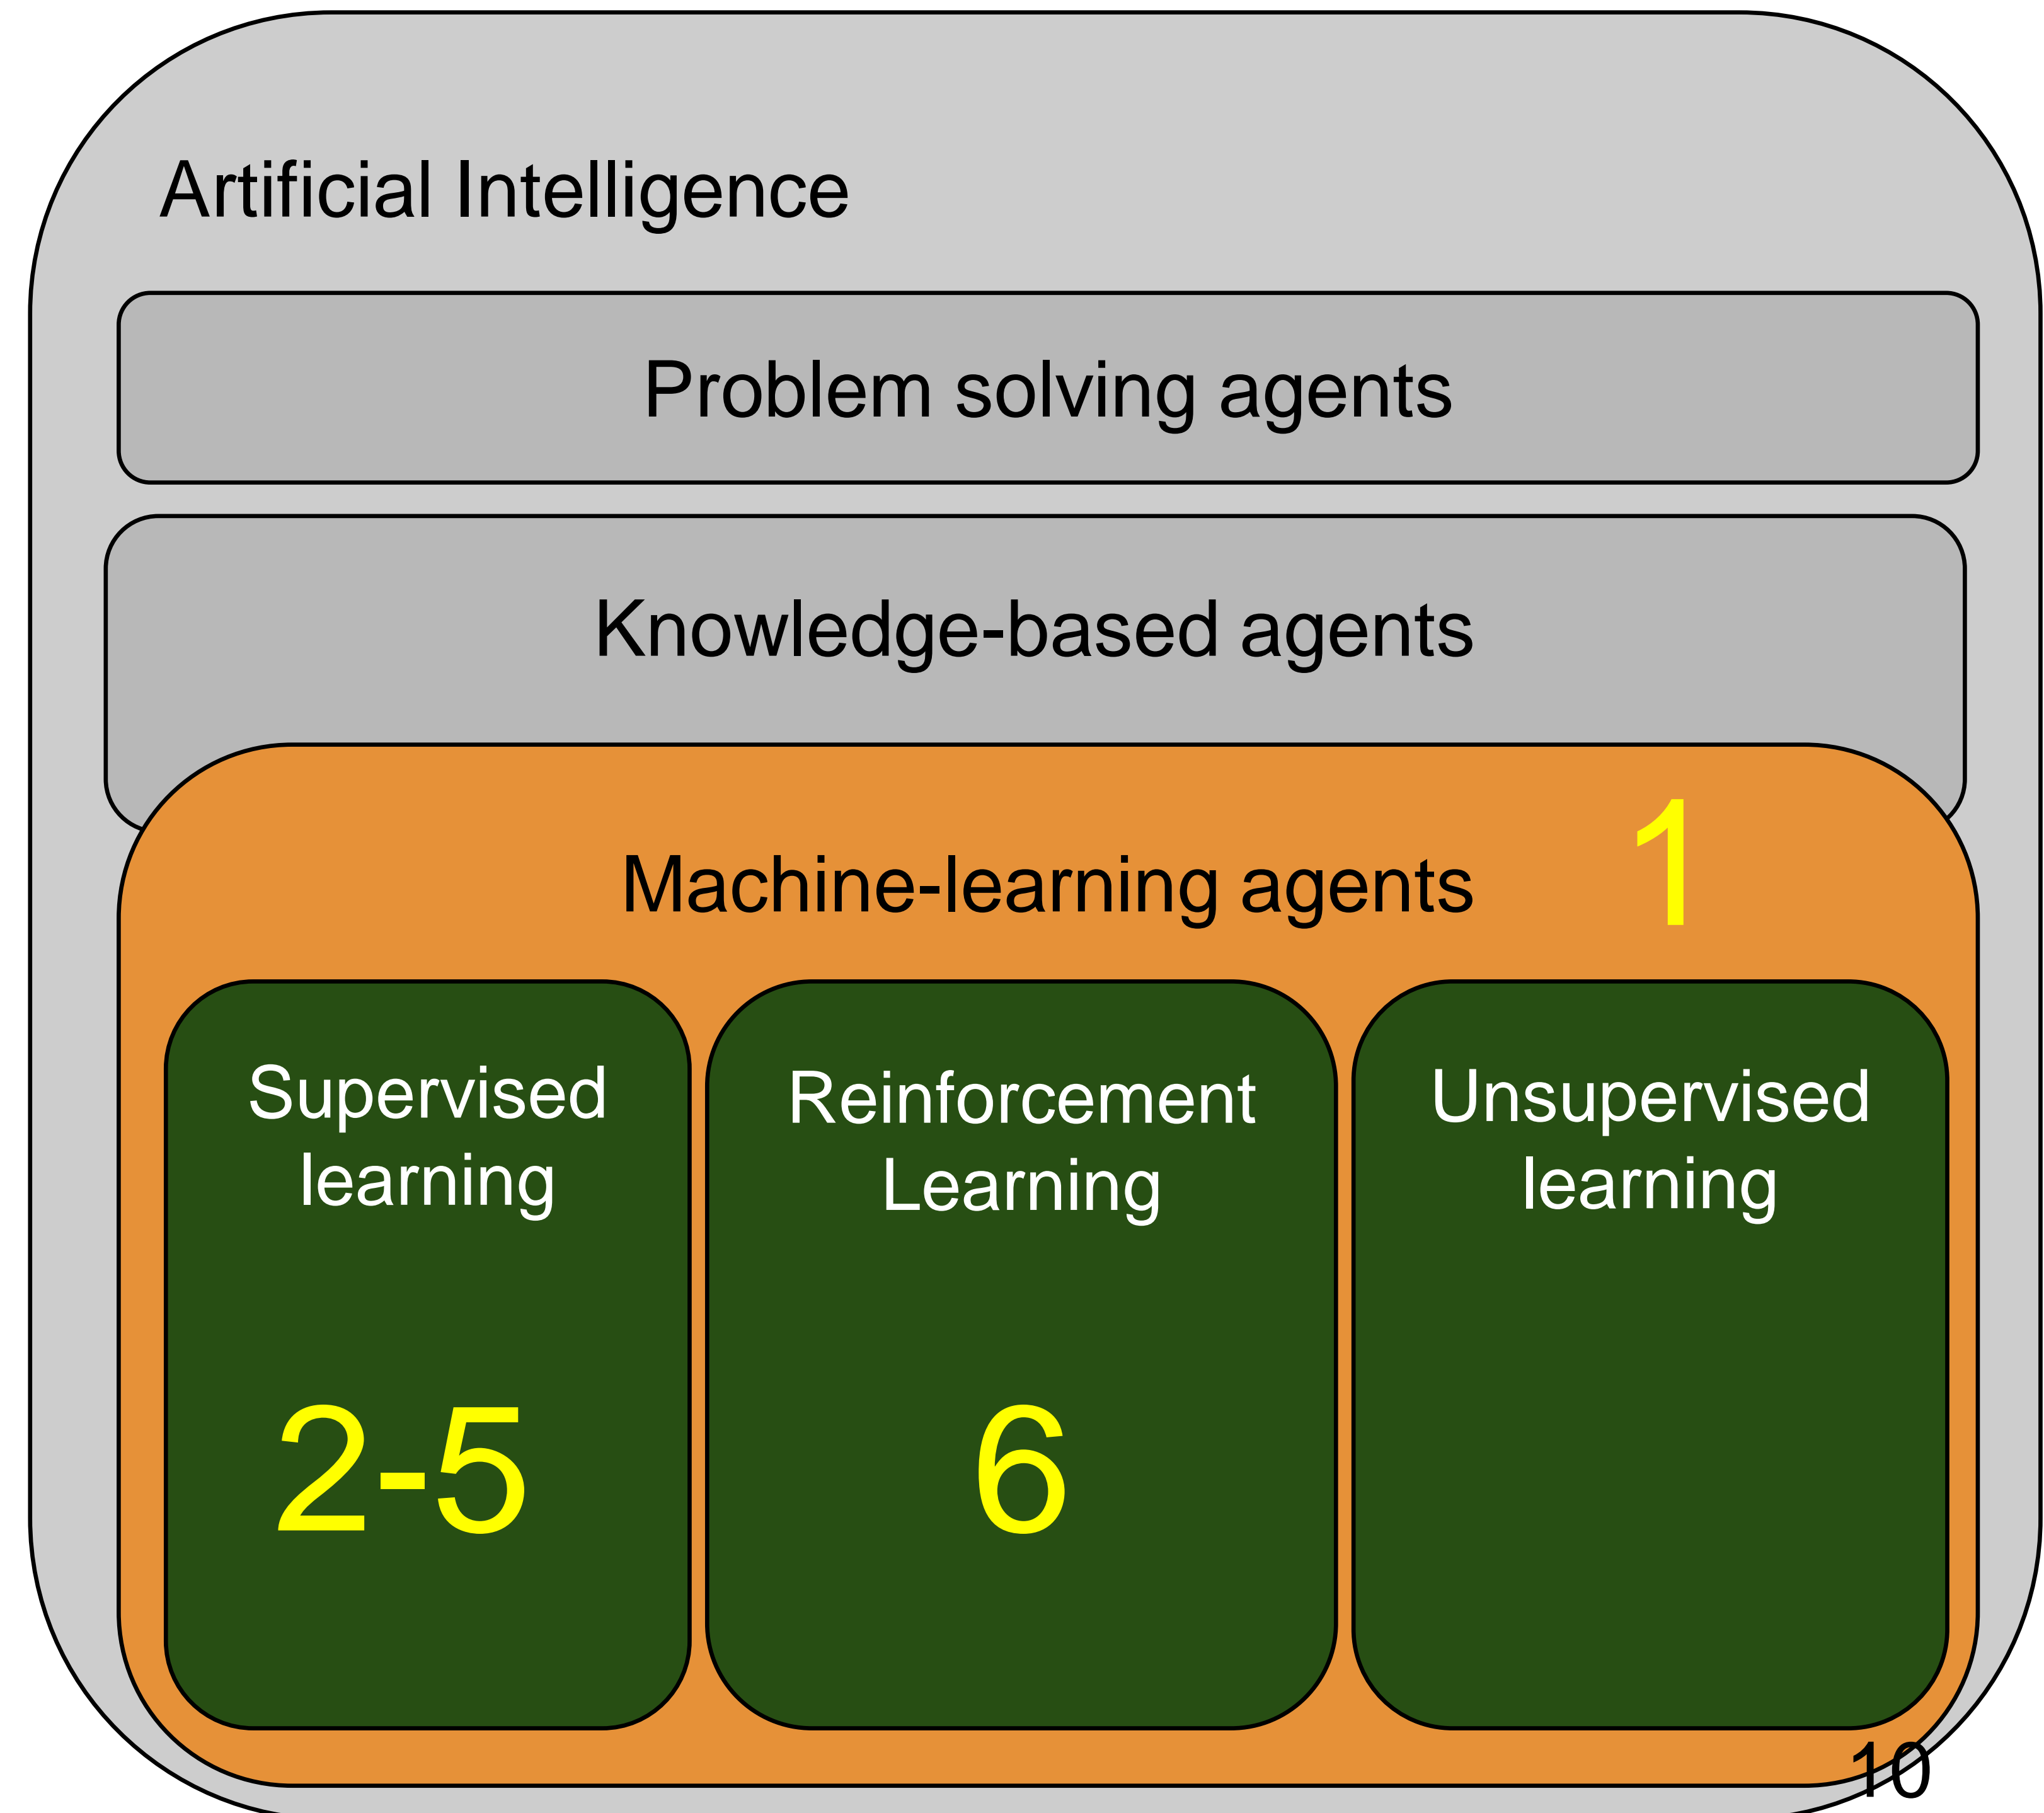 Artificial Intelligence
Problem solving agents
Knowledge-based agents
Machine-learning agents 1
Supervised
learning
2-5
Reinforcement
Learning
6
Unsupervised
learning
10